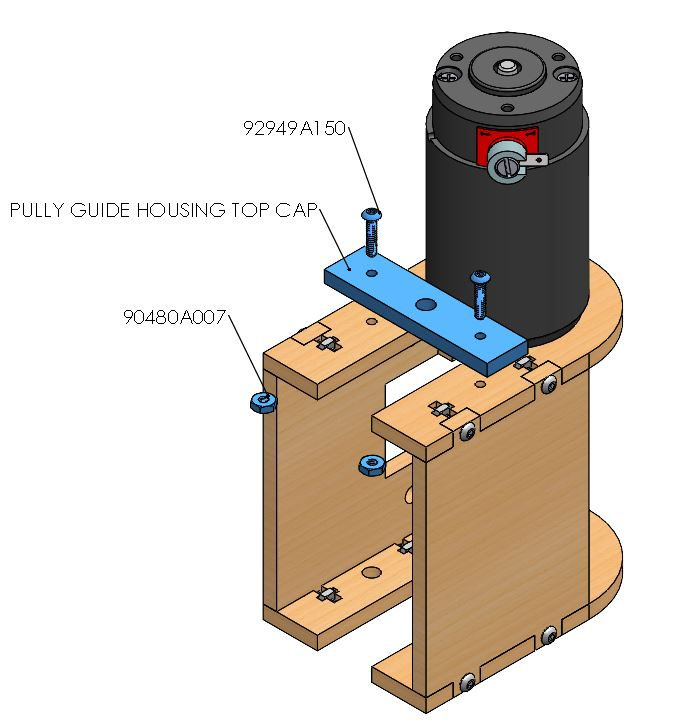 92949A150
PULLY GUIDE HOUSING TOP CAP
90480A007